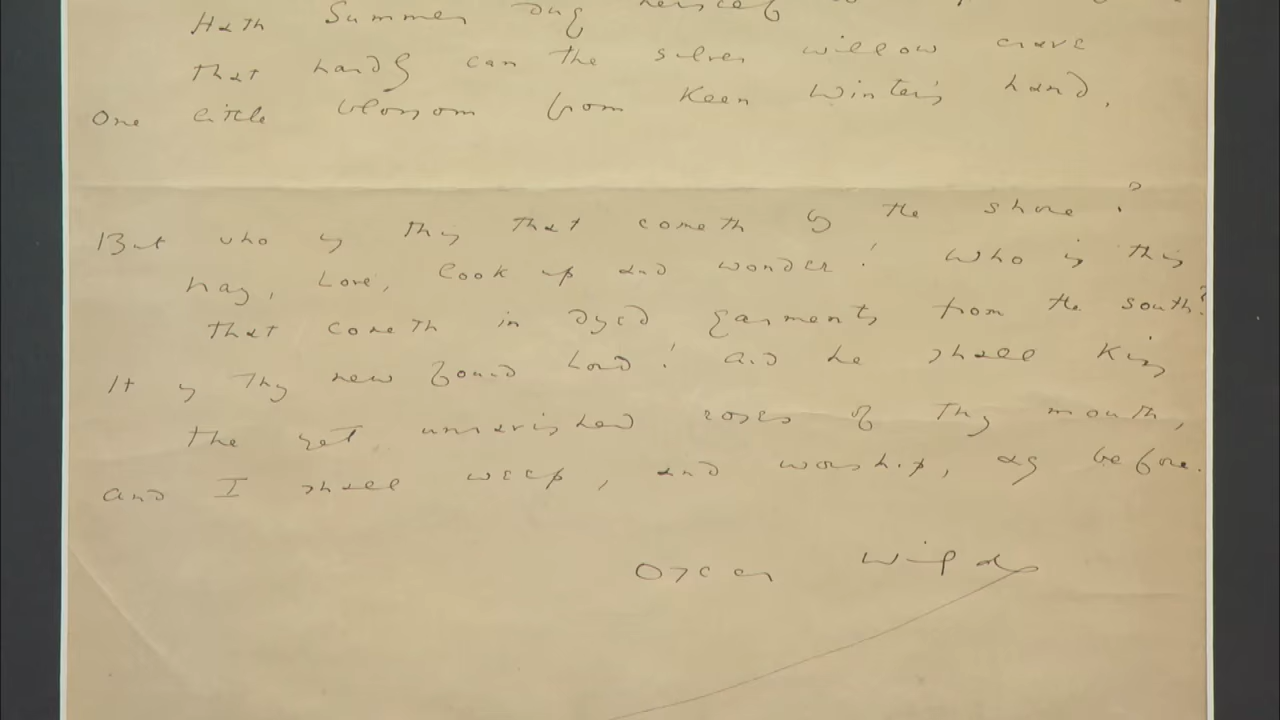 Hath Summer dug herself
That hardly can the silver willow crave
One little blossom from keen Winter's hand.
But who is this that cometh by the shore?
Nay, Love, look up and wonder! Who is this
That cometh in dyed garments from the south?
It is thy new found Lord! and he shall kiss
The yet unravished roses of thy mouth,
And I shall weep, and worship, as before.
Oscar Wilde